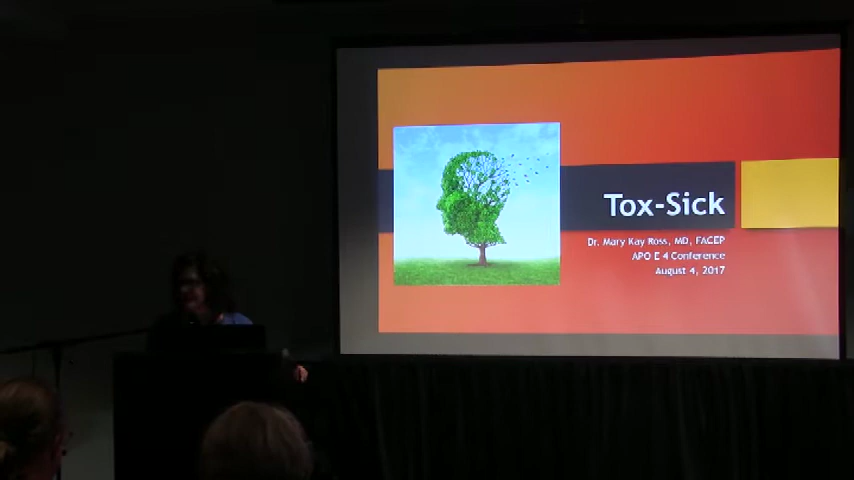 Tox-Sick
Dr. Mary Kay Ross, MD, FACEP
APO E 4 Conference
August 4, 2017